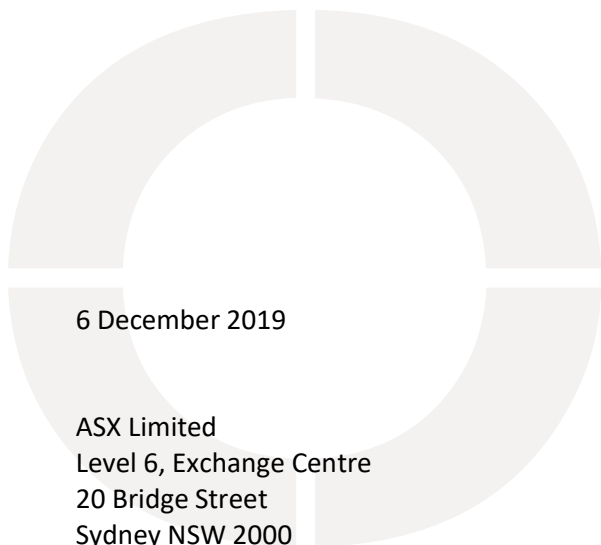 6 December 2019
ASX Limited
Level 6, Exchange Centre
20 Bridge Street
Sydney NSW 2000